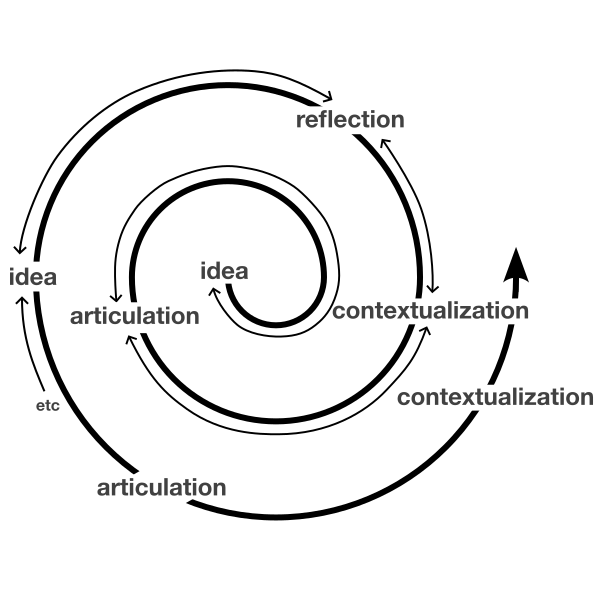 reflection
idea
idea
articulation
contextualization
contextualization
etc
articulation